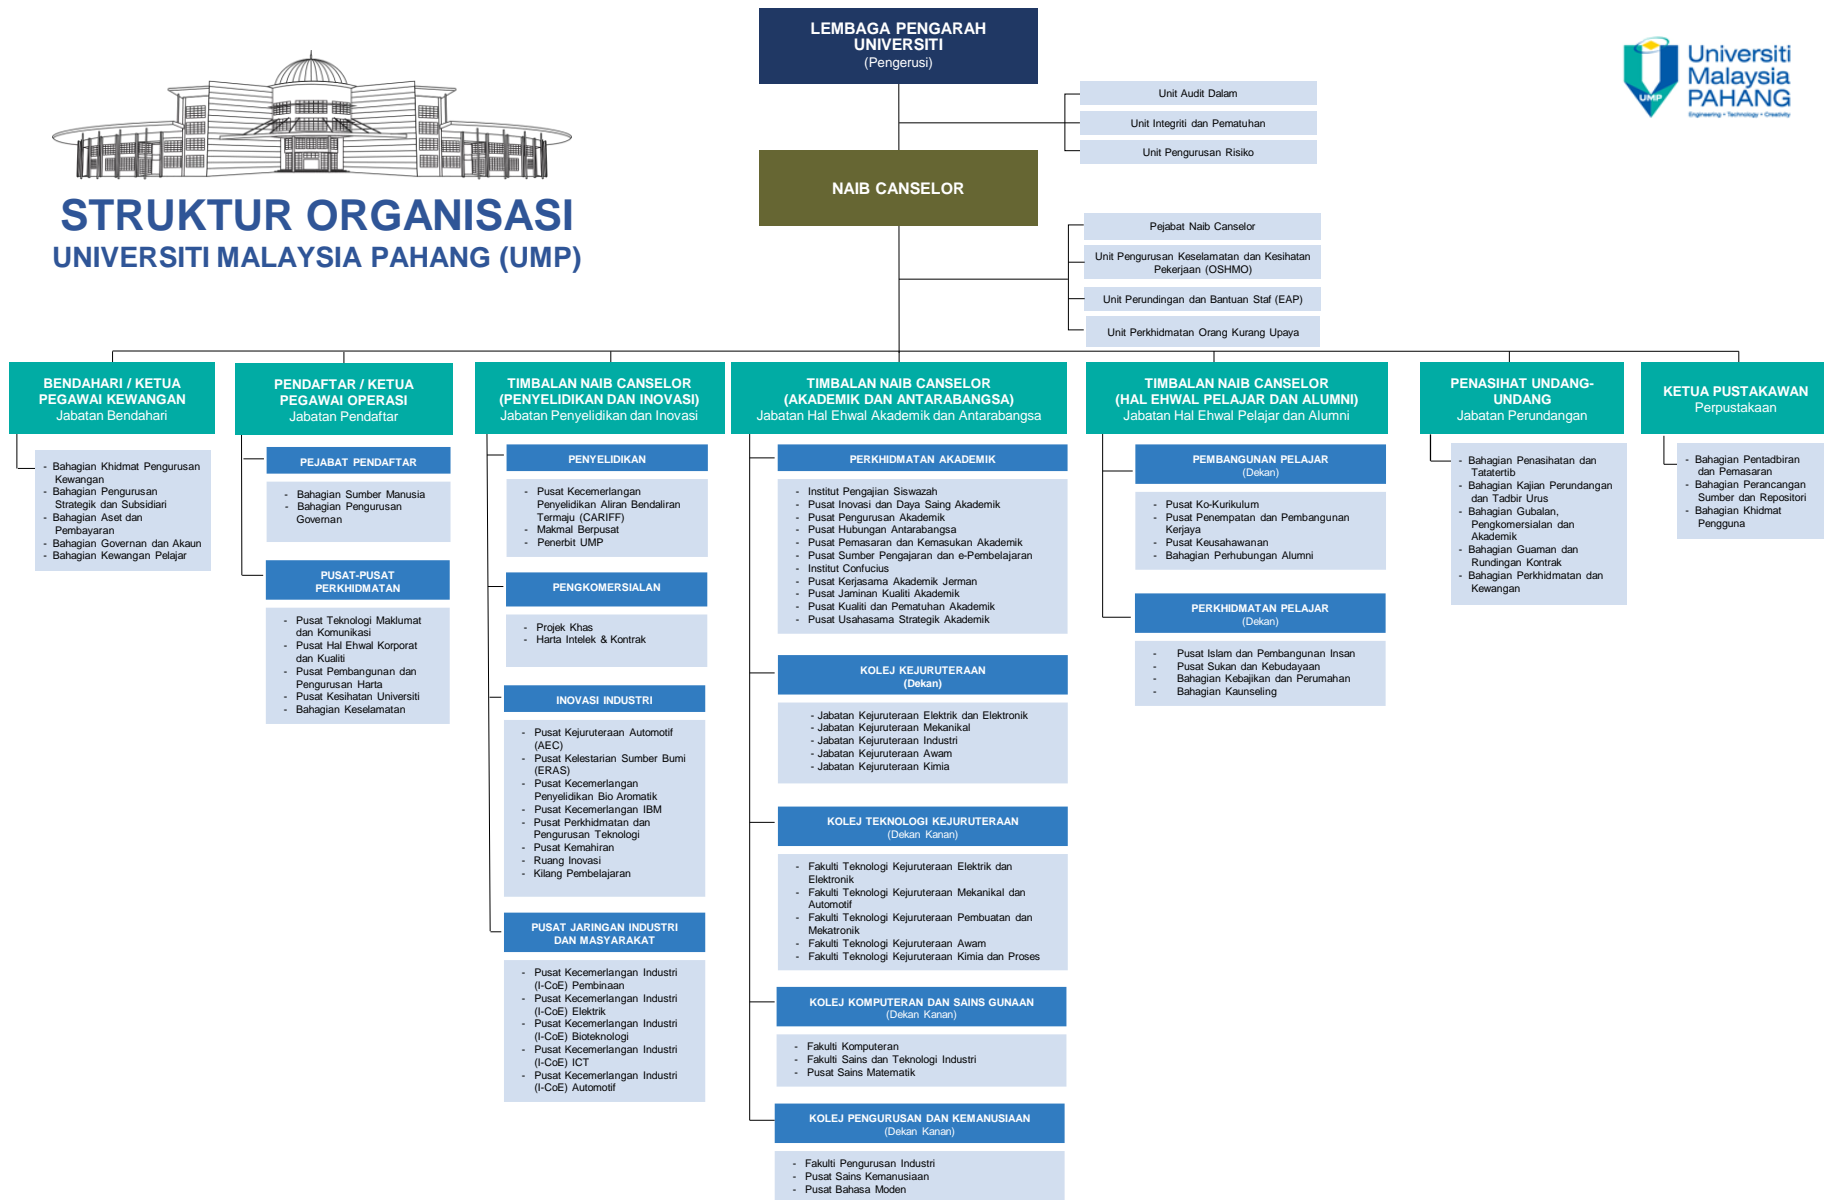 LEMBAGA PENGARAH
UNIVERSITI
(Pengerusi)
Universiti
Malaysia
PAHANG
UMP
Engineering • Technology • Creativity
Unit Audit Dalam
Unit Integriti dan Pematuhan
Unit Pengurusan Risiko
NAIB CANSELOR
STRUKTUR ORGANISASI
UNIVERSITI MALAYSIA PAHANG (UMP)
Pejabat Naib Canselor
Unit Pengurusan Keselamatan dan Kesihatan
Pekerjaan (OSHMO)
Unit Perundingan dan Bantuan Staf (EAP)
Unit Perkhidmatan Orang Kurang Upaya
BENDAHARI / KETUA
PEGAWAI KEWANGAN
Jabatan Bendahari
- Bahagian Khidmat Pengurusan
Kewangan
- Bahagian Pengurusan
Strategik dan Subsidiari
- Bahagian Aset dan
Pembayaran
- Bahagian Governan dan Akaun
- Bahagian Kewangan Pelajar
PENDAFTAR / KETUA
PEGAWAI OPERASI
Jabatan Pendaftar
PEJABAT PENDAFTAR
- Bahagian Sumber Manusia
- Bahagian Pengurusan
Governan
PUSAT-PUSAT
PERKHIDMATAN
- Pusat Teknologi Maklumat
dan Komunikasi
- Pusat Hal Ehwal Korporat
dan Kualiti
- Pusat Pembangunan dan
Pengurusan Harta
- Pusat Kesihatan Universiti
- Bahagian Keselamatan
TIMBALAN NAIB CANSELOR
(PENYELIDIKAN DAN INOVASI)
Jabatan Penyelidikan dan Inovasi
PENYELIDIKAN
- Pusat Kecemerlangan
Penyelidikan Aliran Bendaliran
Termaju (CARIFF)
- Makmal Berpusat
- Penerbit UMP
PENGKOMERSIALAN
- Projek Khas
- Harta Intelek & Kontrak
INOVASI INDUSTRI
- Pusat Kejuruteraan Automotif
(AEC)
- Pusat Kelestarian Sumber Bumi
(ERAS)
- Pusat Kecemerlangan
Penyelidikan Bio Aromatik
- Pusat Kecemerlangan IBM
- Pusat Perkhidmatan dan
Pengurusan Teknologi
- Pusat Kemahiran
- Ruang Inovasi
- Kilang Pembelajaran
PUSAT JARINGAN INDUSTRI
DAN MASYARAKAT
- Pusat Kecemerlangan Industri
(I-CoE) Pembinaan
- Pusat Kecemerlangan Industri
(I-CoE) Elektrik
- Pusat Kecemerlangan Industri
(I-CoE) Bioteknologi
- Pusat Kecemerlangan Industri
(I-CoE) ICT
- Pusat Kecemerlangan Industri
(I-CoE) Automotif
TIMBALAN NAIB CANSELOR
(AKADEMIK DAN ANTARABANGSA)
Jabatan Hal Ehwal Akademik dan Antarabangsa
PERKHIDMATAN AKADEMIK
- Institut Pengajian Siswazah
- Pusat Inovasi dan Daya Saing Akademik
- Pusat Pengurusan Akademik
- Pusat Hubungan Antarabangsa
- Pusat Pemasaran dan Kemasukan Akademik
- Pusat Sumber Pengajaran dan e-Pembelajaran
- Institut Confucius
- Pusat Kerjasama Akademik Jerman
- Pusat Jaminan Kualiti Akademik
- Pusat Kualiti dan Pematuhan Akademik
- Pusat Usahasama Strategik Akademik
KOLEJ KEJURUTERAAN
(Dekan)
- Jabatan Kejuruteraan Elektrik dan Elektronik
- Jabatan Kejuruteraan Mekanikal
- Jabatan Kejuruteraan Industri
- Jabatan Kejuruteraan Awam
- Jabatan Kejuruteraan Kimia
KOLEJ TEKNOLOGI KEJURUTERAAN
(Dekan Kanan)
- Fakulti Teknologi Kejuruteraan Elektrik dan
Elektronik
- Fakulti Teknologi Kejuruteraan Mekanikal dan
Automotif
- Fakulti Teknologi Kejuruteraan Pembuatan dan
Mekatronik
- Fakulti Teknologi Kejuruteraan Awam
- Fakulti Teknologi Kejuruteraan Kimia dan Proses
KOLEJ KOMPUTERAN DAN SAINS GUNAAN
(Dekan Kanan)
- Fakulti Komputeran
- Fakulti Sains dan Teknologi Industri
- Pusat Sains Matematik
KOLEJ PENGURUSAN DAN KEMANUSIAAN
(Dekan Kanan)
- Fakulti Pengurusan Industri
- Pusat Sains Kemanusiaan
- Pusat Bahasa Moden
TIMBALAN NAIB CANSELOR
(HAL EHWAL PELAJAR DAN ALUMNI)
Jabatan Hal Ehwal Pelajar dan Alumni
PEMBANGUNAN PELAJAR
(Dekan)
- Pusat Ko-Kurikulum
- Pusat Penempatan dan Pembangunan
Kerjaya
- Pusat Keusahawanan
- Bahagian Perhubungan Alumni
PERKHIDMATAN PELAJAR
(Dekan)
- Pusat Islam dan Pembangunan Insan
- Pusat Sukan dan Kebudayaan
- Bahagian Kebajikan dan Perumahan
- Bahagian Kaunseling
PENASIHAT UNDANG-
UNDANG
Jabatan Perundangan
- Bahagian Penasihatan dan
Tatatertib
- Bahagian Kajian Perundangan
dan Tadbir Urus
- Bahagian Gubalan,
Pengkomersialan dan
Akademik
- Bahagian Guaman dan
Rundingan Kontrak
- Bahagian Perkhidmatan dan
Kewangan
KETUA PUSTAKAWAN
Perpustakaan
- Bahagian Pentadbiran
dan Pemasaran
- Bahagian Perancangan
Sumber dan Repositori
- Bahagian Khidmat
Pengguna